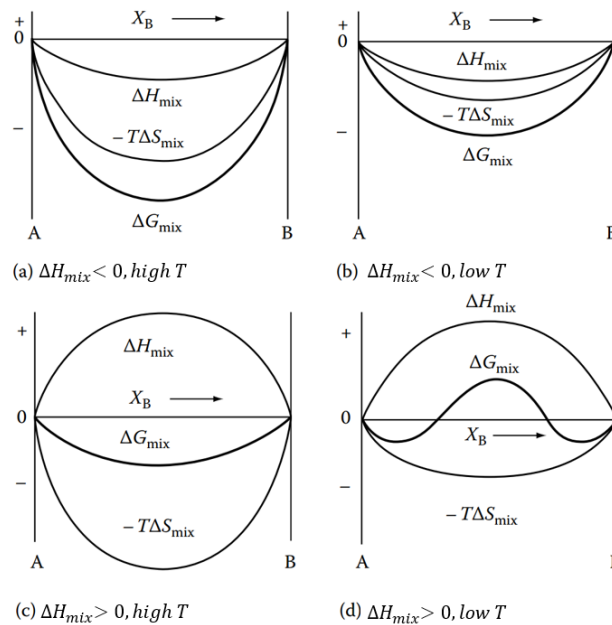 +
X_B →
0
ΔH_mix
− TΔS_mix
−
ΔG_mix
A B
(a) ΔH_mix < 0, high T
+
X_B →
0
ΔH_mix
− TΔS_mix
−
ΔG_mix
A
(b) ΔH_mix < 0, low T
+
ΔH_mix
X_B →
0
ΔG_mix
−
− TΔS_mix
A B
(c) ΔH_mix > 0, high T
ΔH_mix
+
ΔG_mix
0
X_B →
−
− TΔS_mix
A
(d) ΔH_mix > 0, low T